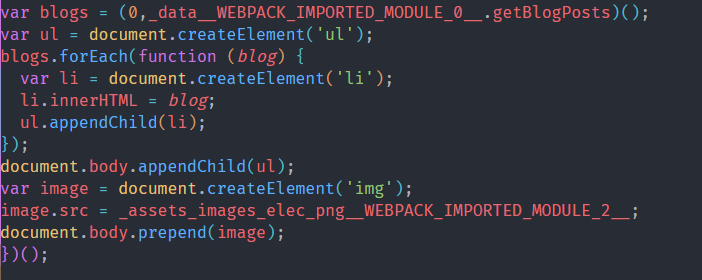 var blogs = (0,_data__WEBPACK_IMPORTED_MODULE_0__.getBlogPosts)();
var ul = document.createElement('ul');
blogs.forEach(function (blog) {
  var li = document.createElement('li');
  li.innerHTML = blog;
  ul.appendChild(li);
});
document.body.appendChild(ul);
var image = document.createElement('img');
image.src = _assets_images_elec_png__WEBPACK_IMPORTED_MODULE_2__;
document.body.prepend(image);
})();